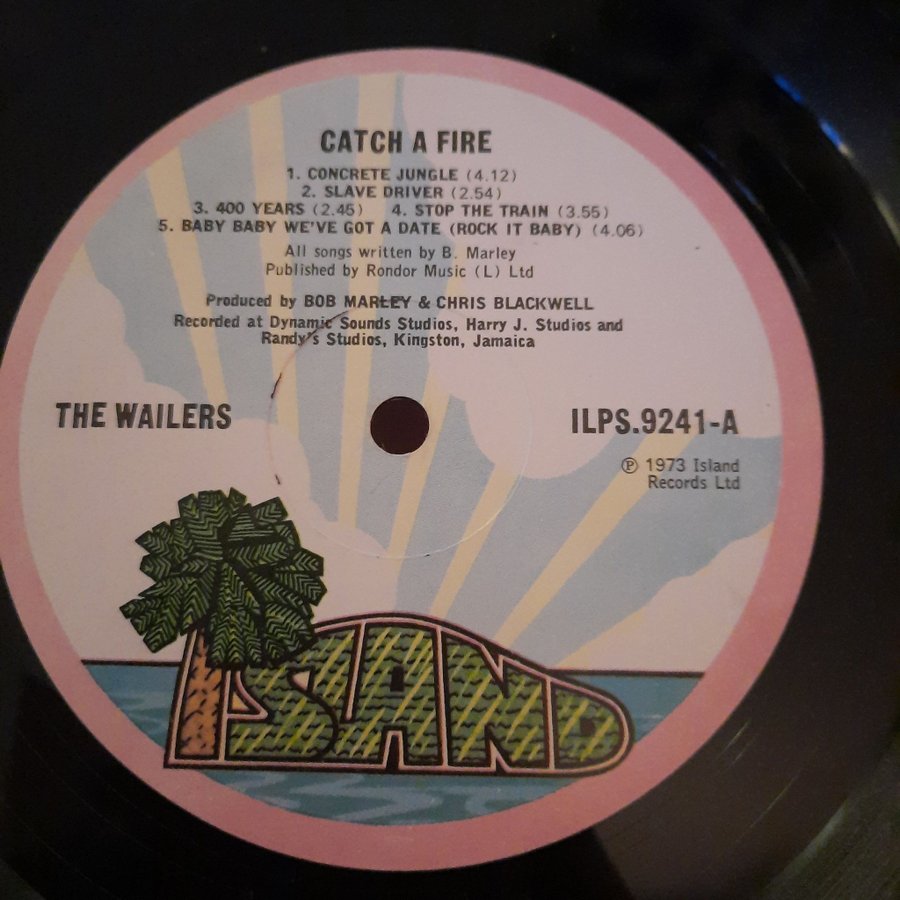 CATCH A FIRE
1. CONCRETE JUNGLE (4.12)
2. SLAVE DRIVER (2.54)
3. 400 YEARS (2.45) 4. STOP THE TRAIN (3.55)
5. BABY BABY WE'VE GOT A DATE (ROCK IT BABY) (4.06)
All songs written by B. Marley
Published by Rondor Music (L) Ltd
Produced by BOB MARLEY & CHRIS BLACKWELL
Recorded at Dynamic Sounds Studios, Harry J. Studios and
Randy's Studios, Kingston, Jamaica
THE WAILERS
ILPS.9241-A
℗ 1973 Island
Records Ltd
ISLAND